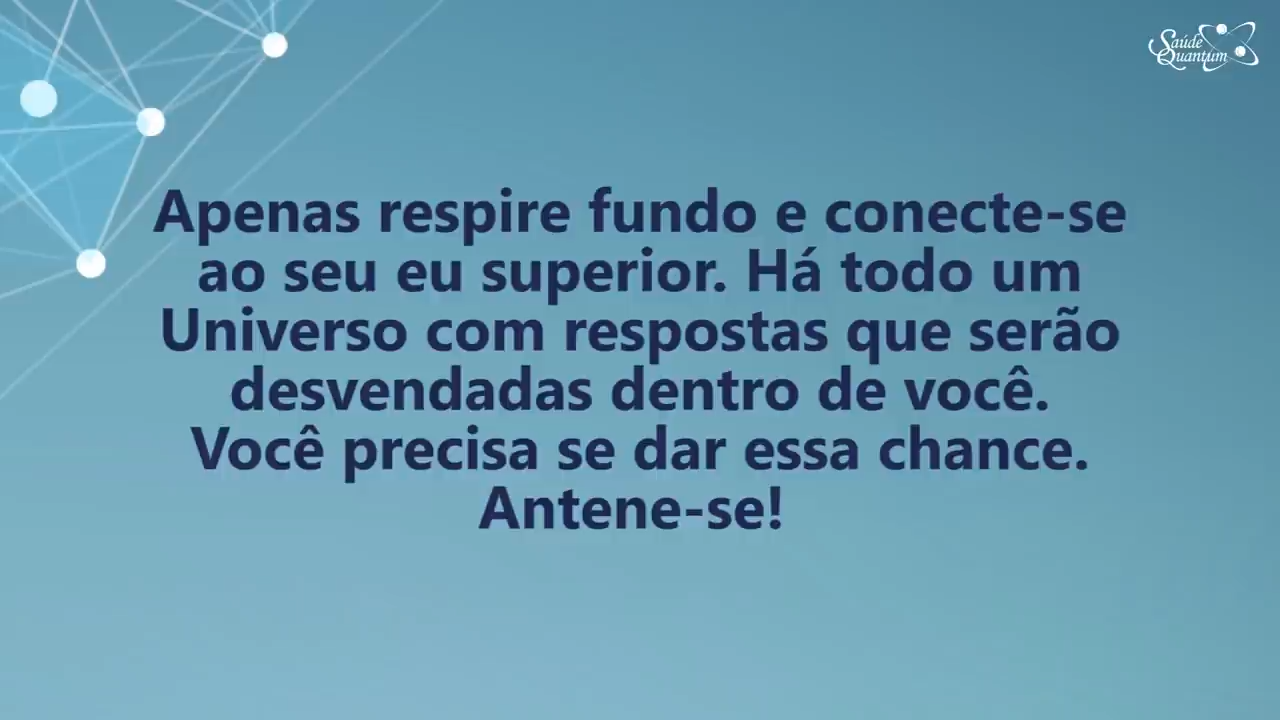 Saúde
Quantum
Apenas respire fundo e conecte-se
ao seu eu superior. Há todo um
Universo com respostas que serão
desvendadas dentro de você.
Você precisa se dar essa chance.
Antene-se!